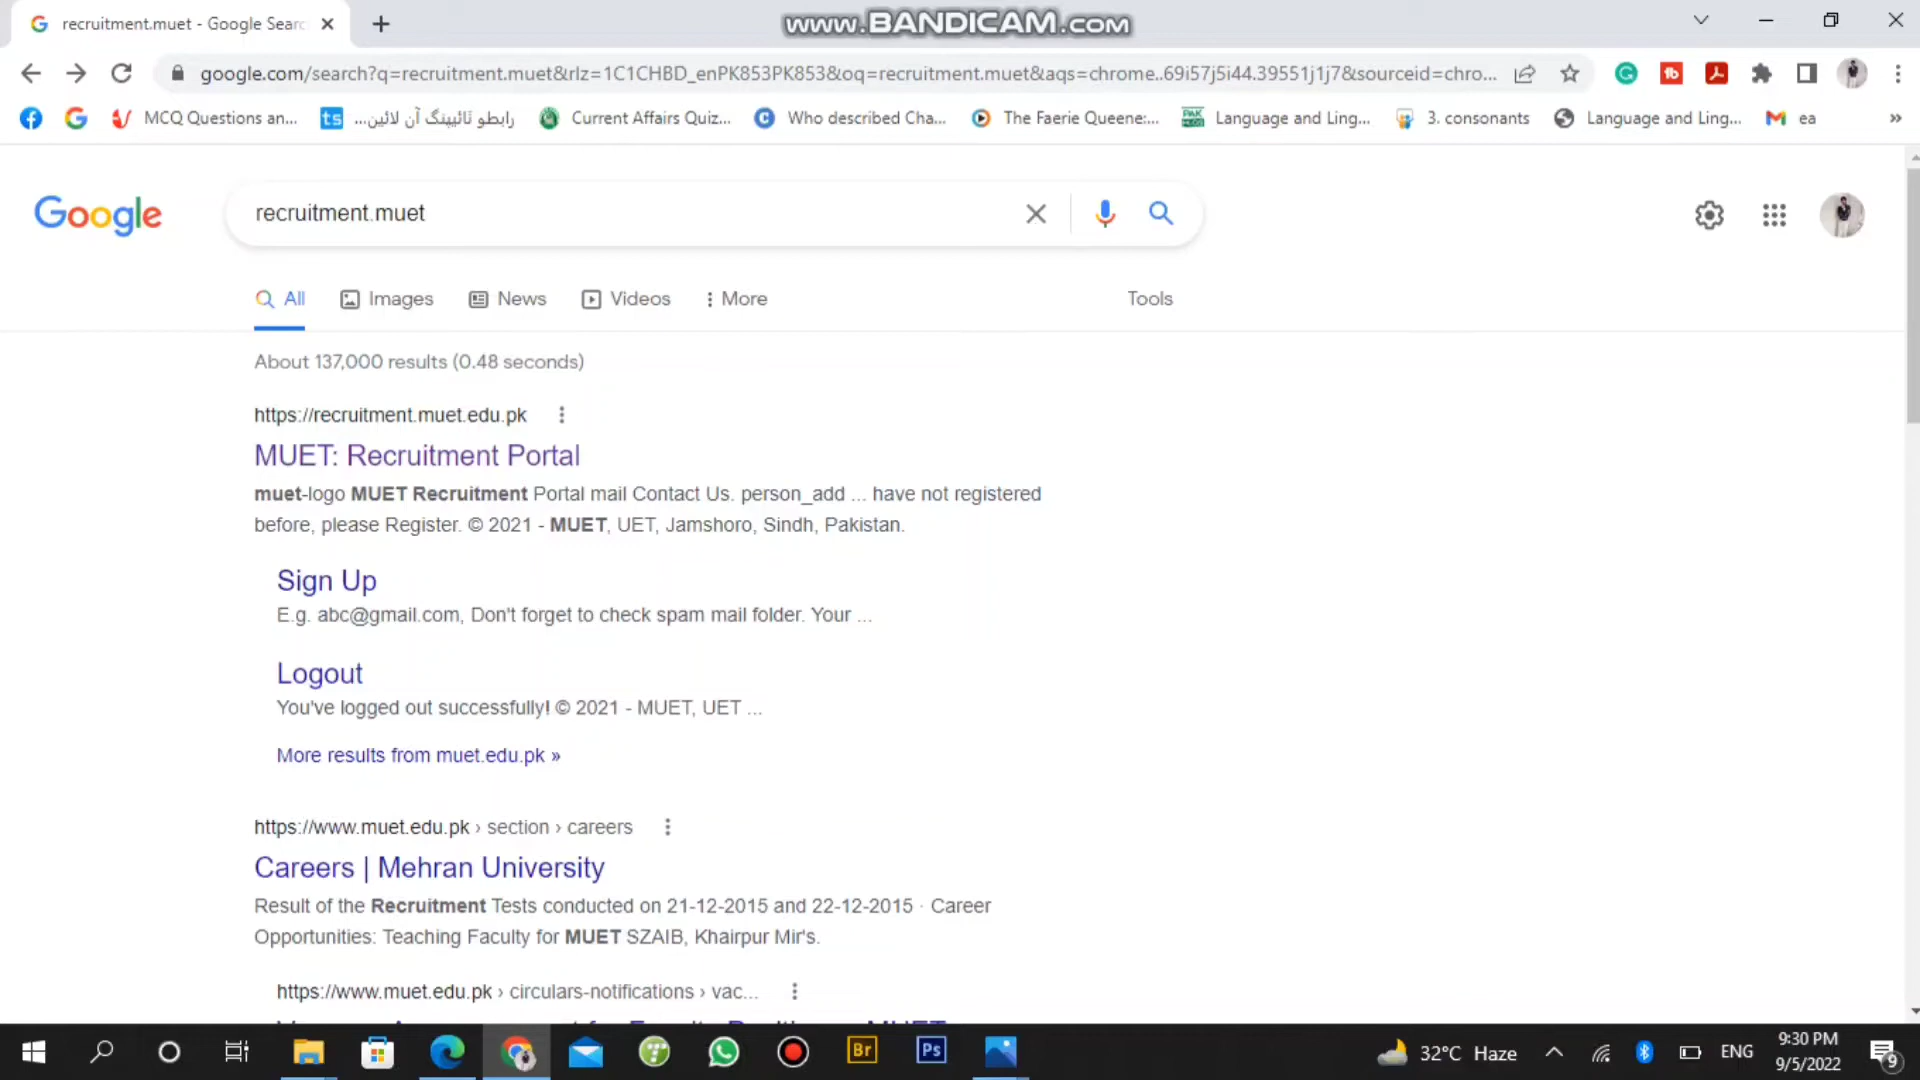 recruitment.muet - Google Searc
www.BANDICAM.com
google.com/search?q=recruitment.muet&rlz=1C1CHBD_enPK853PK853&oq=recruitment.muet&aqs=chrome..69i57j5i44.39551j1j7&sourceid=chro...
MCQ Questions an...
ts
رابطو ٽائيپنگ آن لائين...
Current Affairs Quiz...
Who described Cha...
The Faerie Queene:...
Language and Ling...
3. consonants
Language and Ling...
ea
»
Google
recruitment.muet
All
Images
News
Videos
More
Tools
About 137,000 results (0.48 seconds)
https://recruitment.muet.edu.pk
MUET: Recruitment Portal
muet-logo MUET Recruitment Portal mail Contact Us. person_add ... have not registered
before, please Register. © 2021 - MUET, UET, Jamshoro, Sindh, Pakistan.
Sign Up
E.g. abc@gmail.com, Don't forget to check spam mail folder. Your ...
Logout
You've logged out successfully! © 2021 - MUET, UET ...
More results from muet.edu.pk »
https://www.muet.edu.pk › section › careers
Careers | Mehran University
Result of the Recruitment Tests conducted on 21-12-2015 and 22-12-2015 · Career
Opportunities: Teaching Faculty for MUET SZAIB, Khairpur Mir's.
https://www.muet.edu.pk › circulars-notifications › vac...
Br
Ps
32°C Haze
ENG
9:30 PM
9/5/2022
9